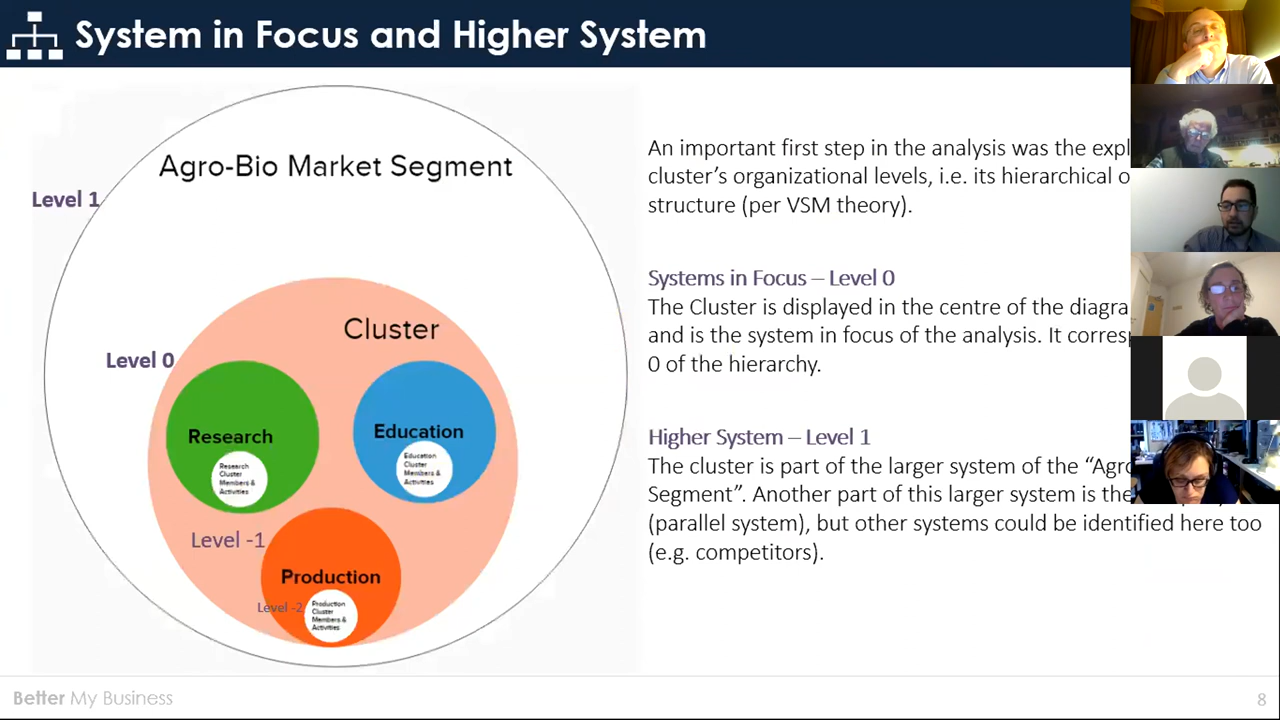 System in Focus and Higher System
Agro-Bio Market Segment
Level 1
Cluster
Level 0
Research
Research
Cluster
Members &
Activities
Education
Education
Cluster
Members &
Activities
Level -1
Production
Level -2
Production
Cluster
Members &
Activities
An important first step in the analysis was the
cluster’s organizational levels, i.e. its hierarchical
structure (per VSM theory).
Systems in Focus – Level 0
The Cluster is displayed in the centre of the
and is the system in focus of the analysis. It
0 of the hierarchy.
Higher System – Level 1
The cluster is part of the larger system of the
Segment”. Another part of this larger system is the
(parallel system), but other systems could be identified here too
(e.g. competitors).
Better My Business
8